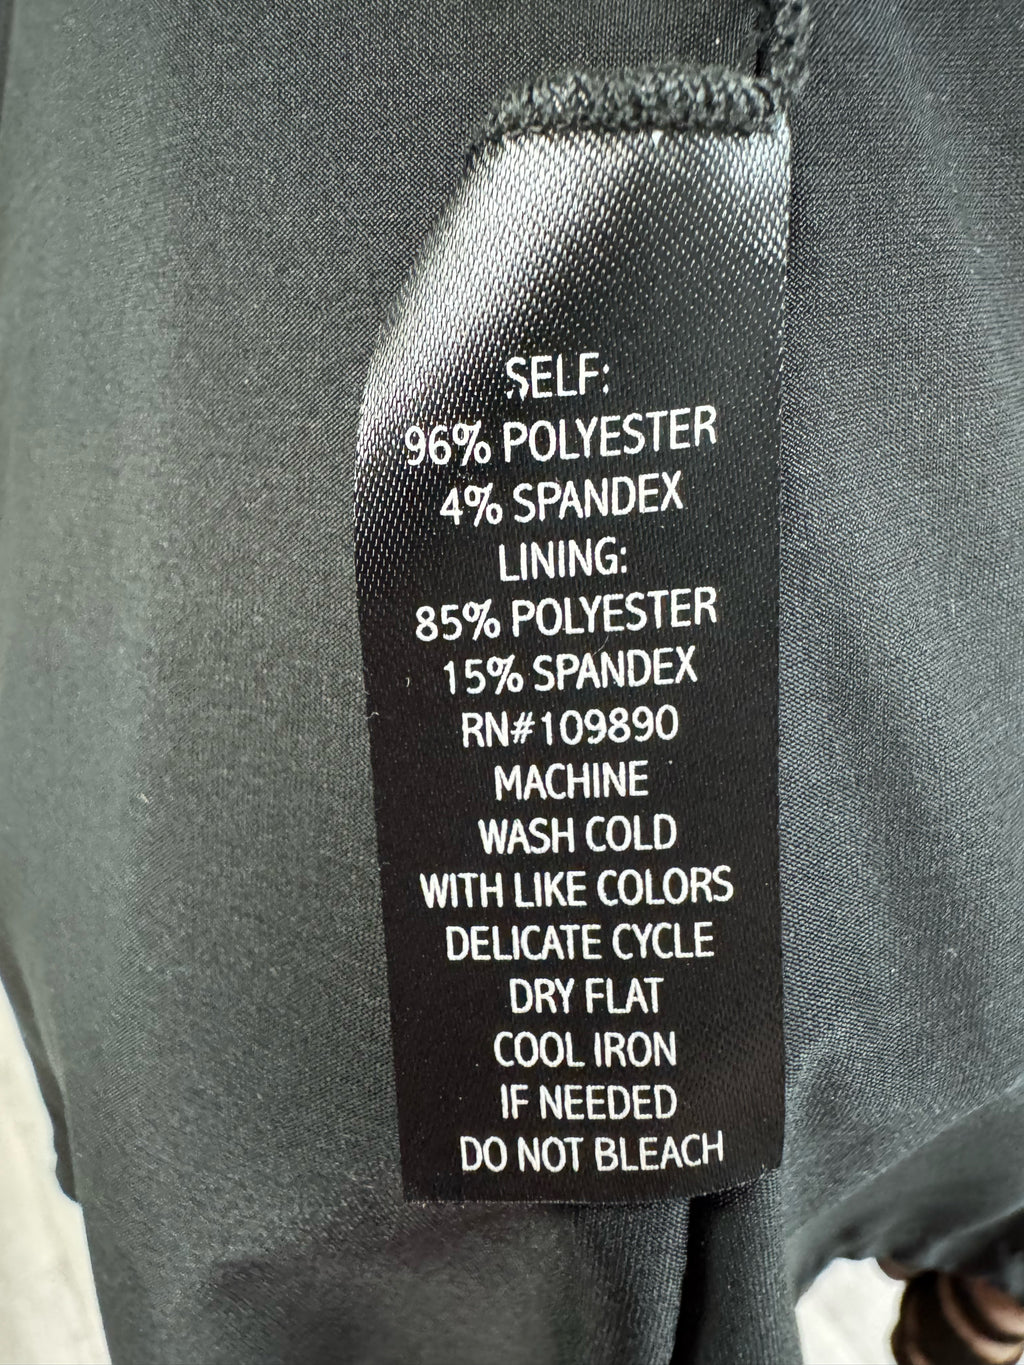 SELF:
96% POLYESTER
4% SPANDEX
LINING:
85% POLYESTER
15% SPANDEX
RN#109890
MACHINE
WASH COLD
WITH LIKE COLORS
DELICATE CYCLE
DRY FLAT
COOL IRON
IF NEEDED
DO NOT BLEACH